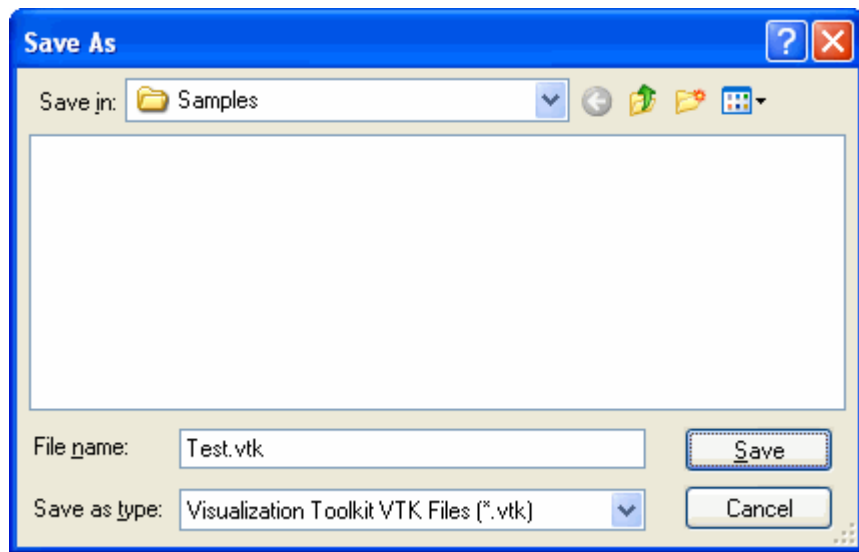 Save As
Save in: Samples
File name: Test.vtk
Save
Save as type: Visualization Toolkit VTK Files (*.vtk)
Cancel